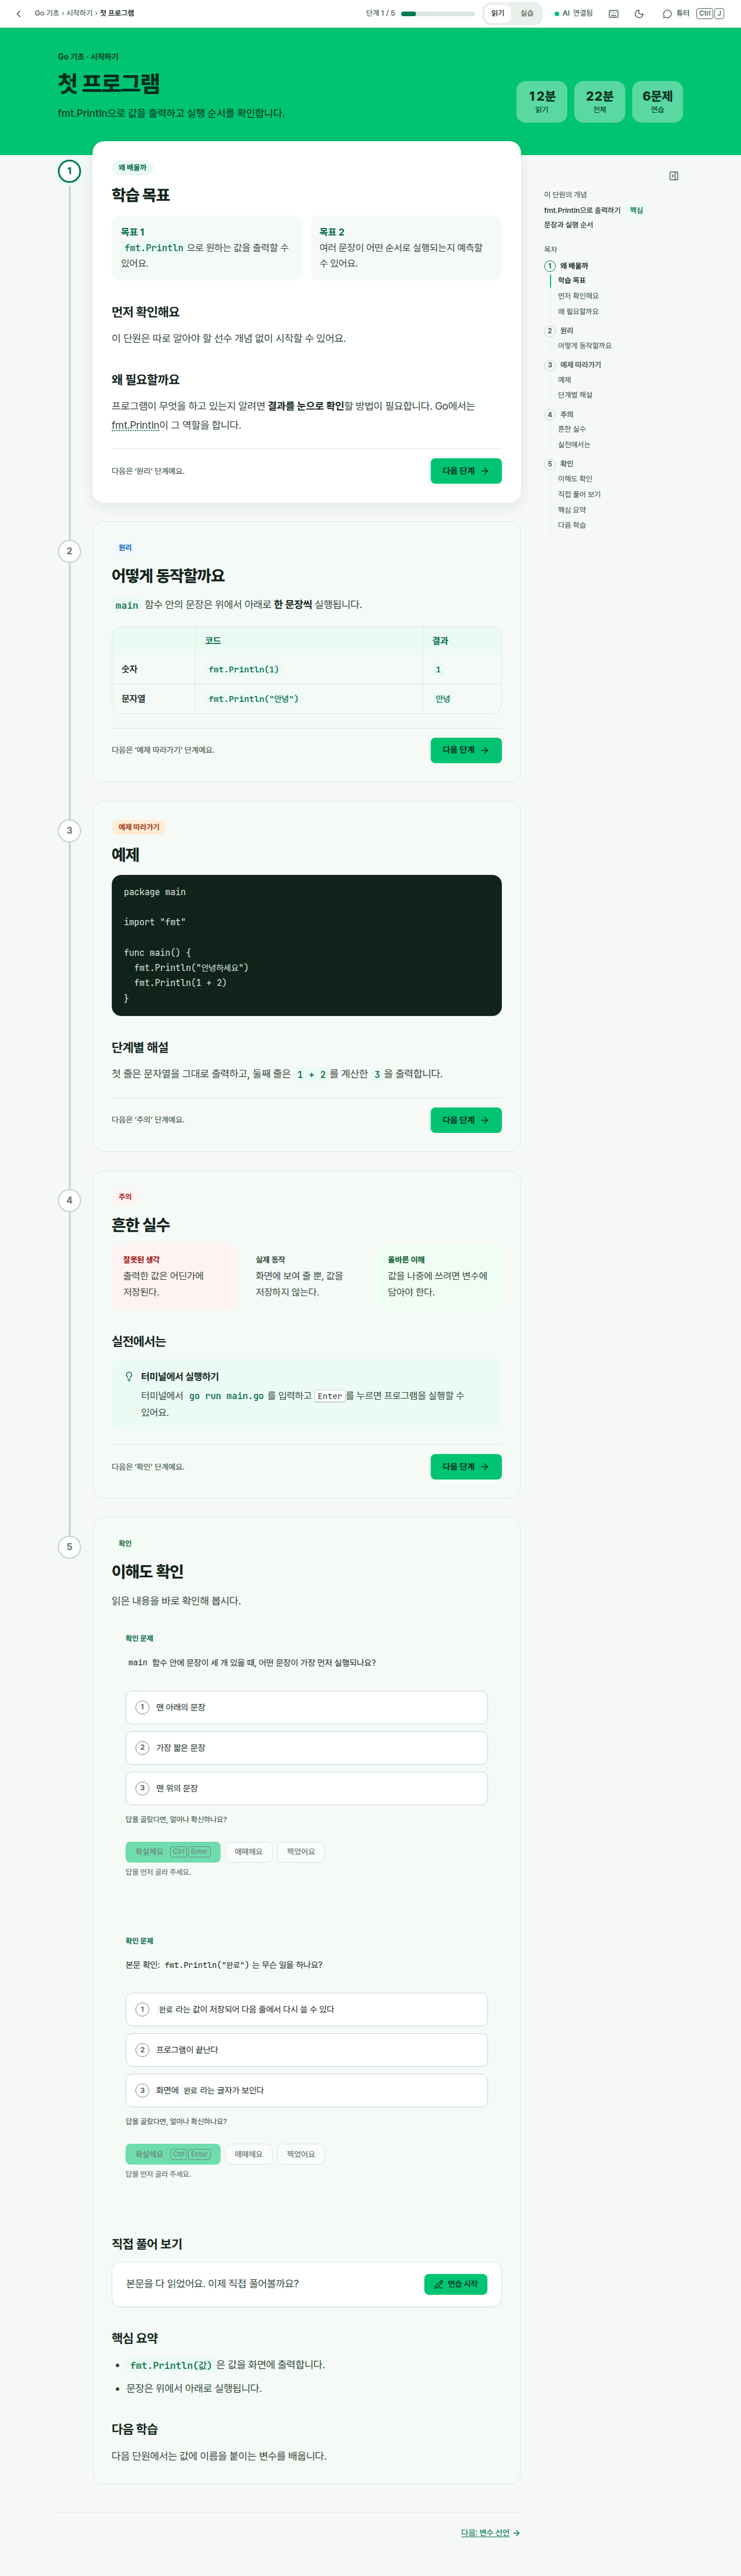 Go 기초 › 시작하기 › 첫 프로그램
단계 1 / 5
읽기 실습
AI 연결됨
튜터 Ctrl J
Go 기초 · 시작하기
첫 프로그램
fmt.Println으로 값을 출력하고 실행 순서를 확인합니다.
12분
읽기
22분
전체
6문제
연습
1
왜 배울까
학습 목표
목표 1
fmt.Println으로 원하는 값을 출력할 수
있어요.
목표 2
여러 문장이 어떤 순서로 실행되는지 예측할
수 있어요.
먼저 확인해요
이 단원은 따로 알아야 할 선수 개념 없이 시작할 수 있어요.
왜 필요할까요
프로그램이 무엇을 하고 있는지 알려면 결과를 눈으로 확인할 방법이 필요합니다. Go에서는
fmt.Println이 그 역할을 합니다.
다음은 ‘원리’ 단계예요.
다음 단계
이 단원의 개념
fmt.Println으로 출력하기 핵심
문장과 실행 순서
목차
1 왜 배울까
학습 목표
먼저 확인해요
왜 필요할까요
2 원리
어떻게 동작할까요
3 예제 따라가기
예제
단계별 해설
4 주의
흔한 실수
실전에서는
5 확인
이해도 확인
직접 풀어 보기
핵심 요약
다음 학습
2
원리
어떻게 동작할까요
main 함수 안의 문장은 위에서 아래로 한 문장씩 실행됩니다.
코드 결과
숫자 fmt.Println(1) 1
문자열 fmt.Println("안녕") 안녕
다음은 ‘예제 따라가기’ 단계예요.
다음 단계
3
예제 따라가기
예제
package main
import "fmt"
func main() {
fmt.Println("안녕하세요")
fmt.Println(1 + 2)
}
단계별 해설
첫 줄은 문자열을 그대로 출력하고, 둘째 줄은 1 + 2를 계산한 3을 출력합니다.
다음은 ‘주의’ 단계예요.
다음 단계
4
주의
흔한 실수
잘못된 생각
출력한 값은 어딘가에
저장된다.
실제 동작
화면에 보여 줄 뿐, 값을
저장하지 않는다.
올바른 이해
값을 나중에 쓰려면 변수에
담아야 한다.
실전에서는
터미널에서 실행하기
터미널에서 go run main.go를 입력하고 Enter를 누르면 프로그램을 실행할 수
있어요.
다음은 ‘확인’ 단계예요.
다음 단계
5
확인
이해도 확인
읽은 내용을 바로 확인해 봅시다.
확인 문제
main 함수 안에 문장이 세 개 있을 때, 어떤 문장이 가장 먼저 실행되나요?
1 맨 아래의 문장
2 가장 짧은 문장
3 맨 위의 문장
답을 골랐다면, 얼마나 확신하나요?
확실해요 Ctrl Enter 애매해요 찍었어요
답을 먼저 골라 주세요.
확인 문제
본문 확인: fmt.Println("완료")는 무슨 일을 하나요?
1 완료라는 값이 저장되어 다음 줄에서 다시 쓸 수 있다
2 프로그램이 끝난다
3 화면에 완료라는 글자가 보인다
답을 골랐다면, 얼마나 확신하나요?
확실해요 Ctrl Enter 애매해요 찍었어요
답을 먼저 골라 주세요.
직접 풀어 보기
본문을 다 읽었어요. 이제 직접 풀어볼까요?
연습 시작
핵심 요약
• fmt.Println(값)은 값을 화면에 출력합니다.
• 문장은 위에서 아래로 실행됩니다.
다음 학습
다음 단원에서는 값에 이름을 붙이는 변수를 배웁니다.
다음: 변수 선언 →